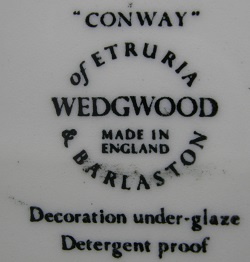 "CONWAY"
of ETRURIA
WEDGWOOD
MADE IN
ENGLAND
& BARLASTON
Decoration under-glaze
Detergent proof